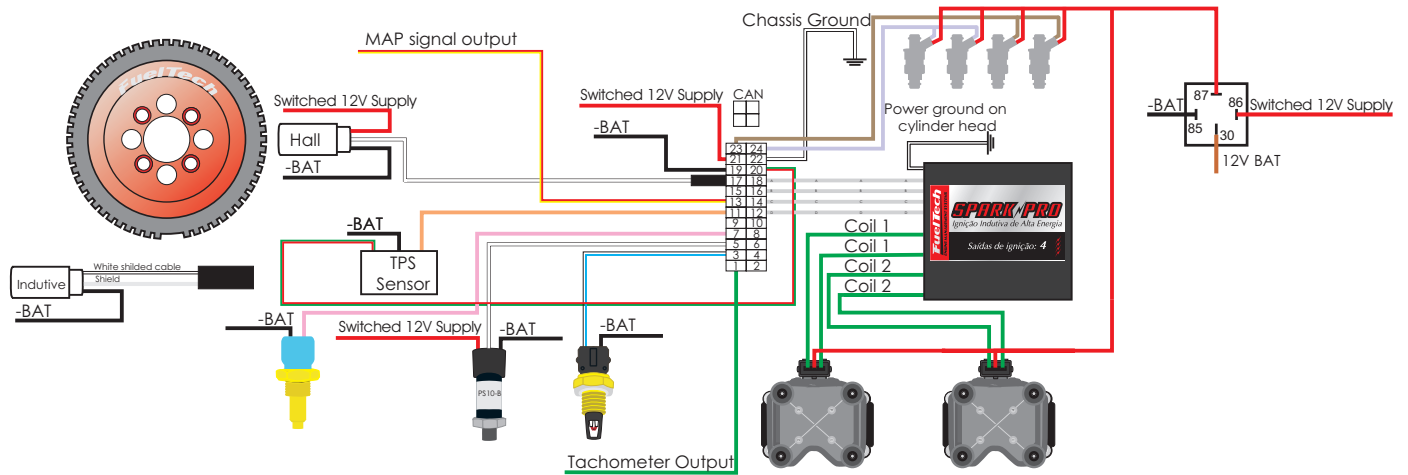 Chassis Ground
MAP signal output
FuelTech
Switched 12V Supply
Hall
-BAT
Switched 12V Supply
-BAT
CAN
23 24
21 22
19 20
17 18
15 16
13 14
11 12
9 10
7 8
5 6
3 4
1 2
Power ground on
cylinder head
87
86
85
30
-BAT
Switched 12V Supply
12V BAT
FuelTech
SPARK PRO
Ignição Indutiva de Alta Energia
Saídas de ignição: 4
Coil 1
Coil 1
Coil 2
Coil 2
-BAT
TPS
Sensor
White shilded cable
Shield
Indutive
-BAT
-BAT
Switched 12V Supply
-BAT
-BAT
PS10-B
Tachometer Output